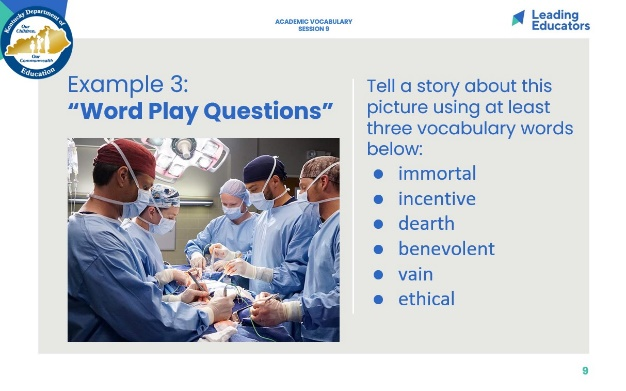 Kentucky Department of
Our
Children,
Our
Commonwealth
Education
ACADEMIC VOCABULARY
SESSION 9
Leading
Educators
Example 3:
“Word Play Questions”
Tell a story about this
picture using at least
three vocabulary words
below:
● immortal
● incentive
● dearth
● benevolent
● vain
● ethical
9